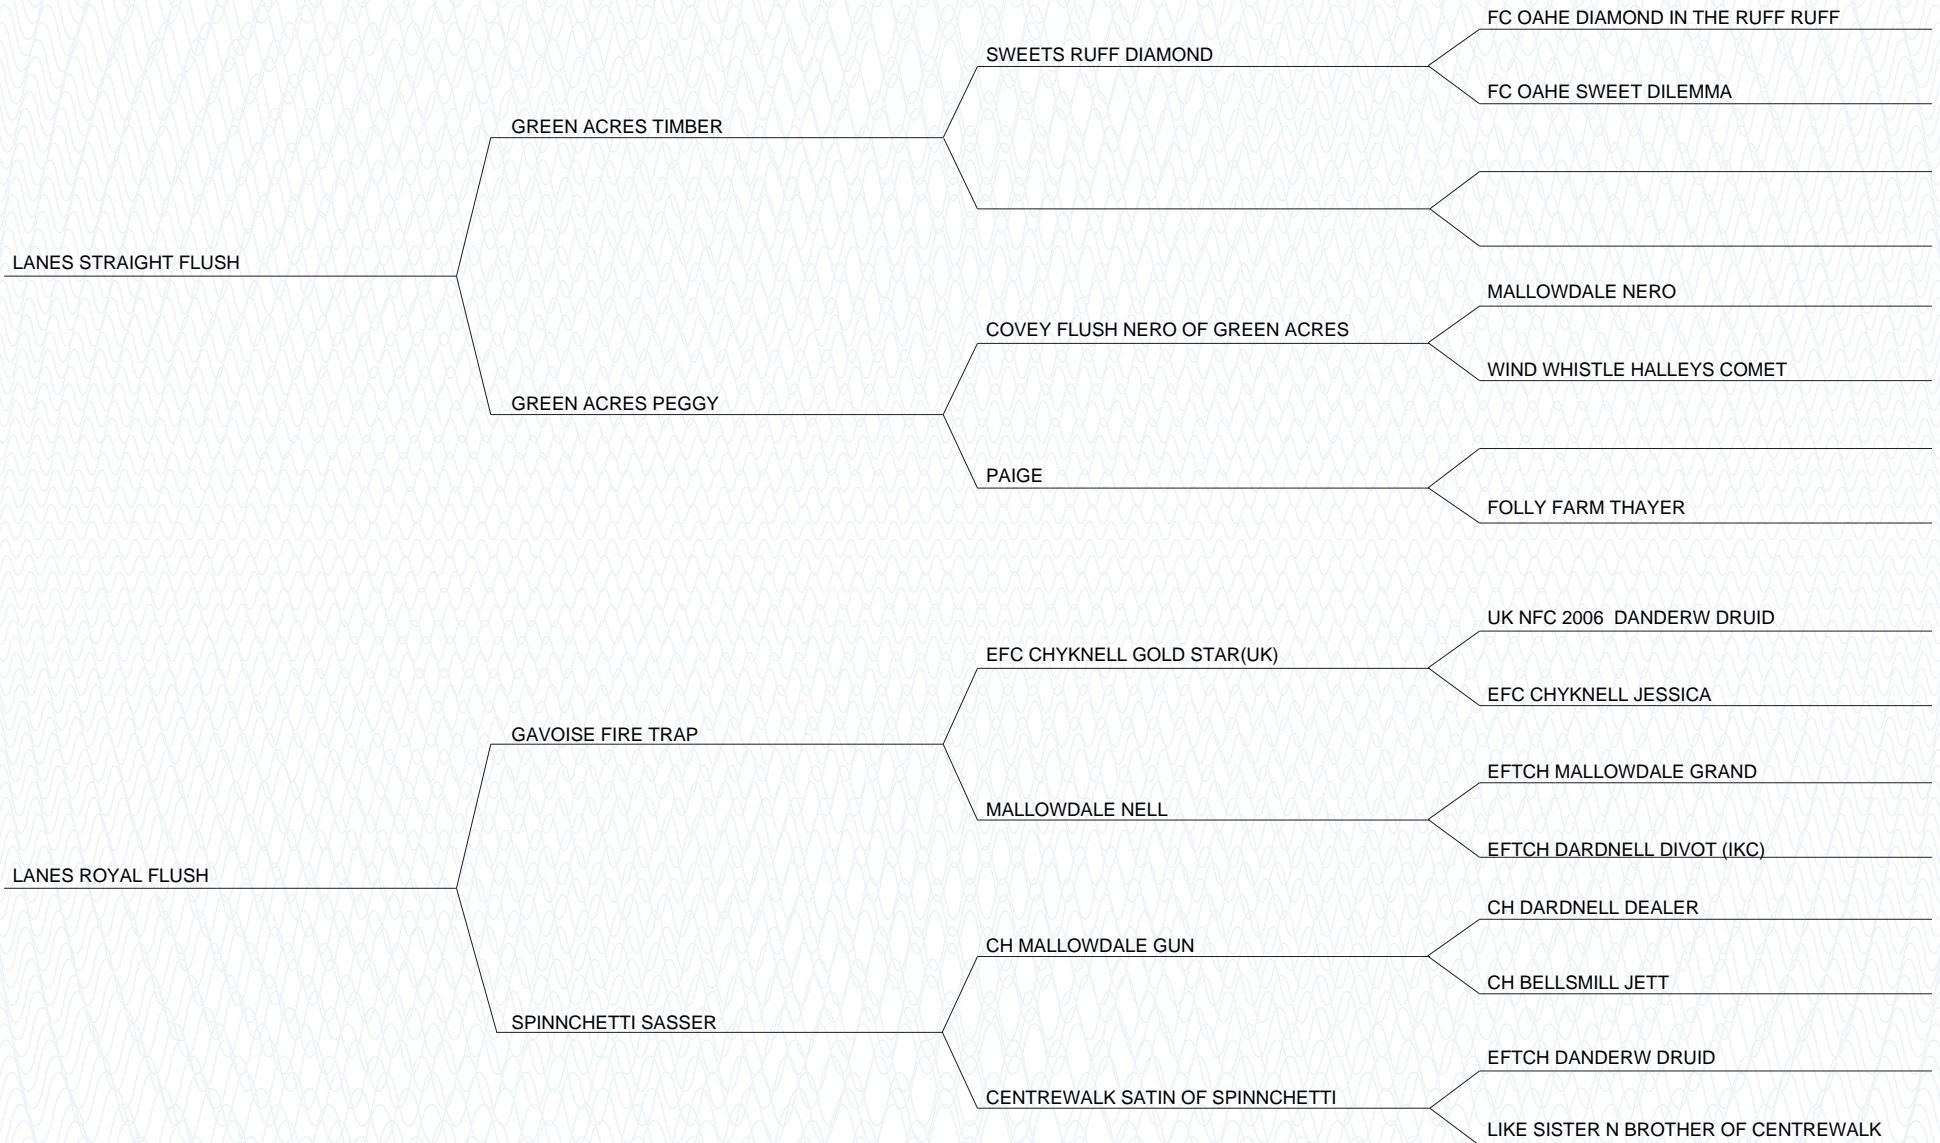 FC OAHE DIAMOND IN THE RUFF RUFF
SWEETS RUFF DIAMOND
FC OAHE SWEET DILEMMA
GREEN ACRES TIMBER
LANES STRAIGHT FLUSH
MALLOWDALE NERO
COVEY FLUSH NERO OF GREEN ACRES
WIND WHISTLE HALLEYS COMET
GREEN ACRES PEGGY
PAIGE
FOLLY FARM THAYER
UK NFC 2006  DANDERW DRUID
EFC CHYKNELL GOLD STAR(UK)
EFC CHYKNELL JESSICA
GAVOISE FIRE TRAP
EFTCH MALLOWDALE GRAND
MALLOWDALE NELL
EFTCH DARDNELL DIVOT (IKC)
LANES ROYAL FLUSH
CH DARDNELL DEALER
CH MALLOWDALE GUN
CH BELLSMILL JETT
SPINNCHETTI SASSER
EFTCH DANDERW DRUID
CENTREWALK SATIN OF SPINNCHETTI
LIKE SISTER N BROTHER OF CENTREWALK